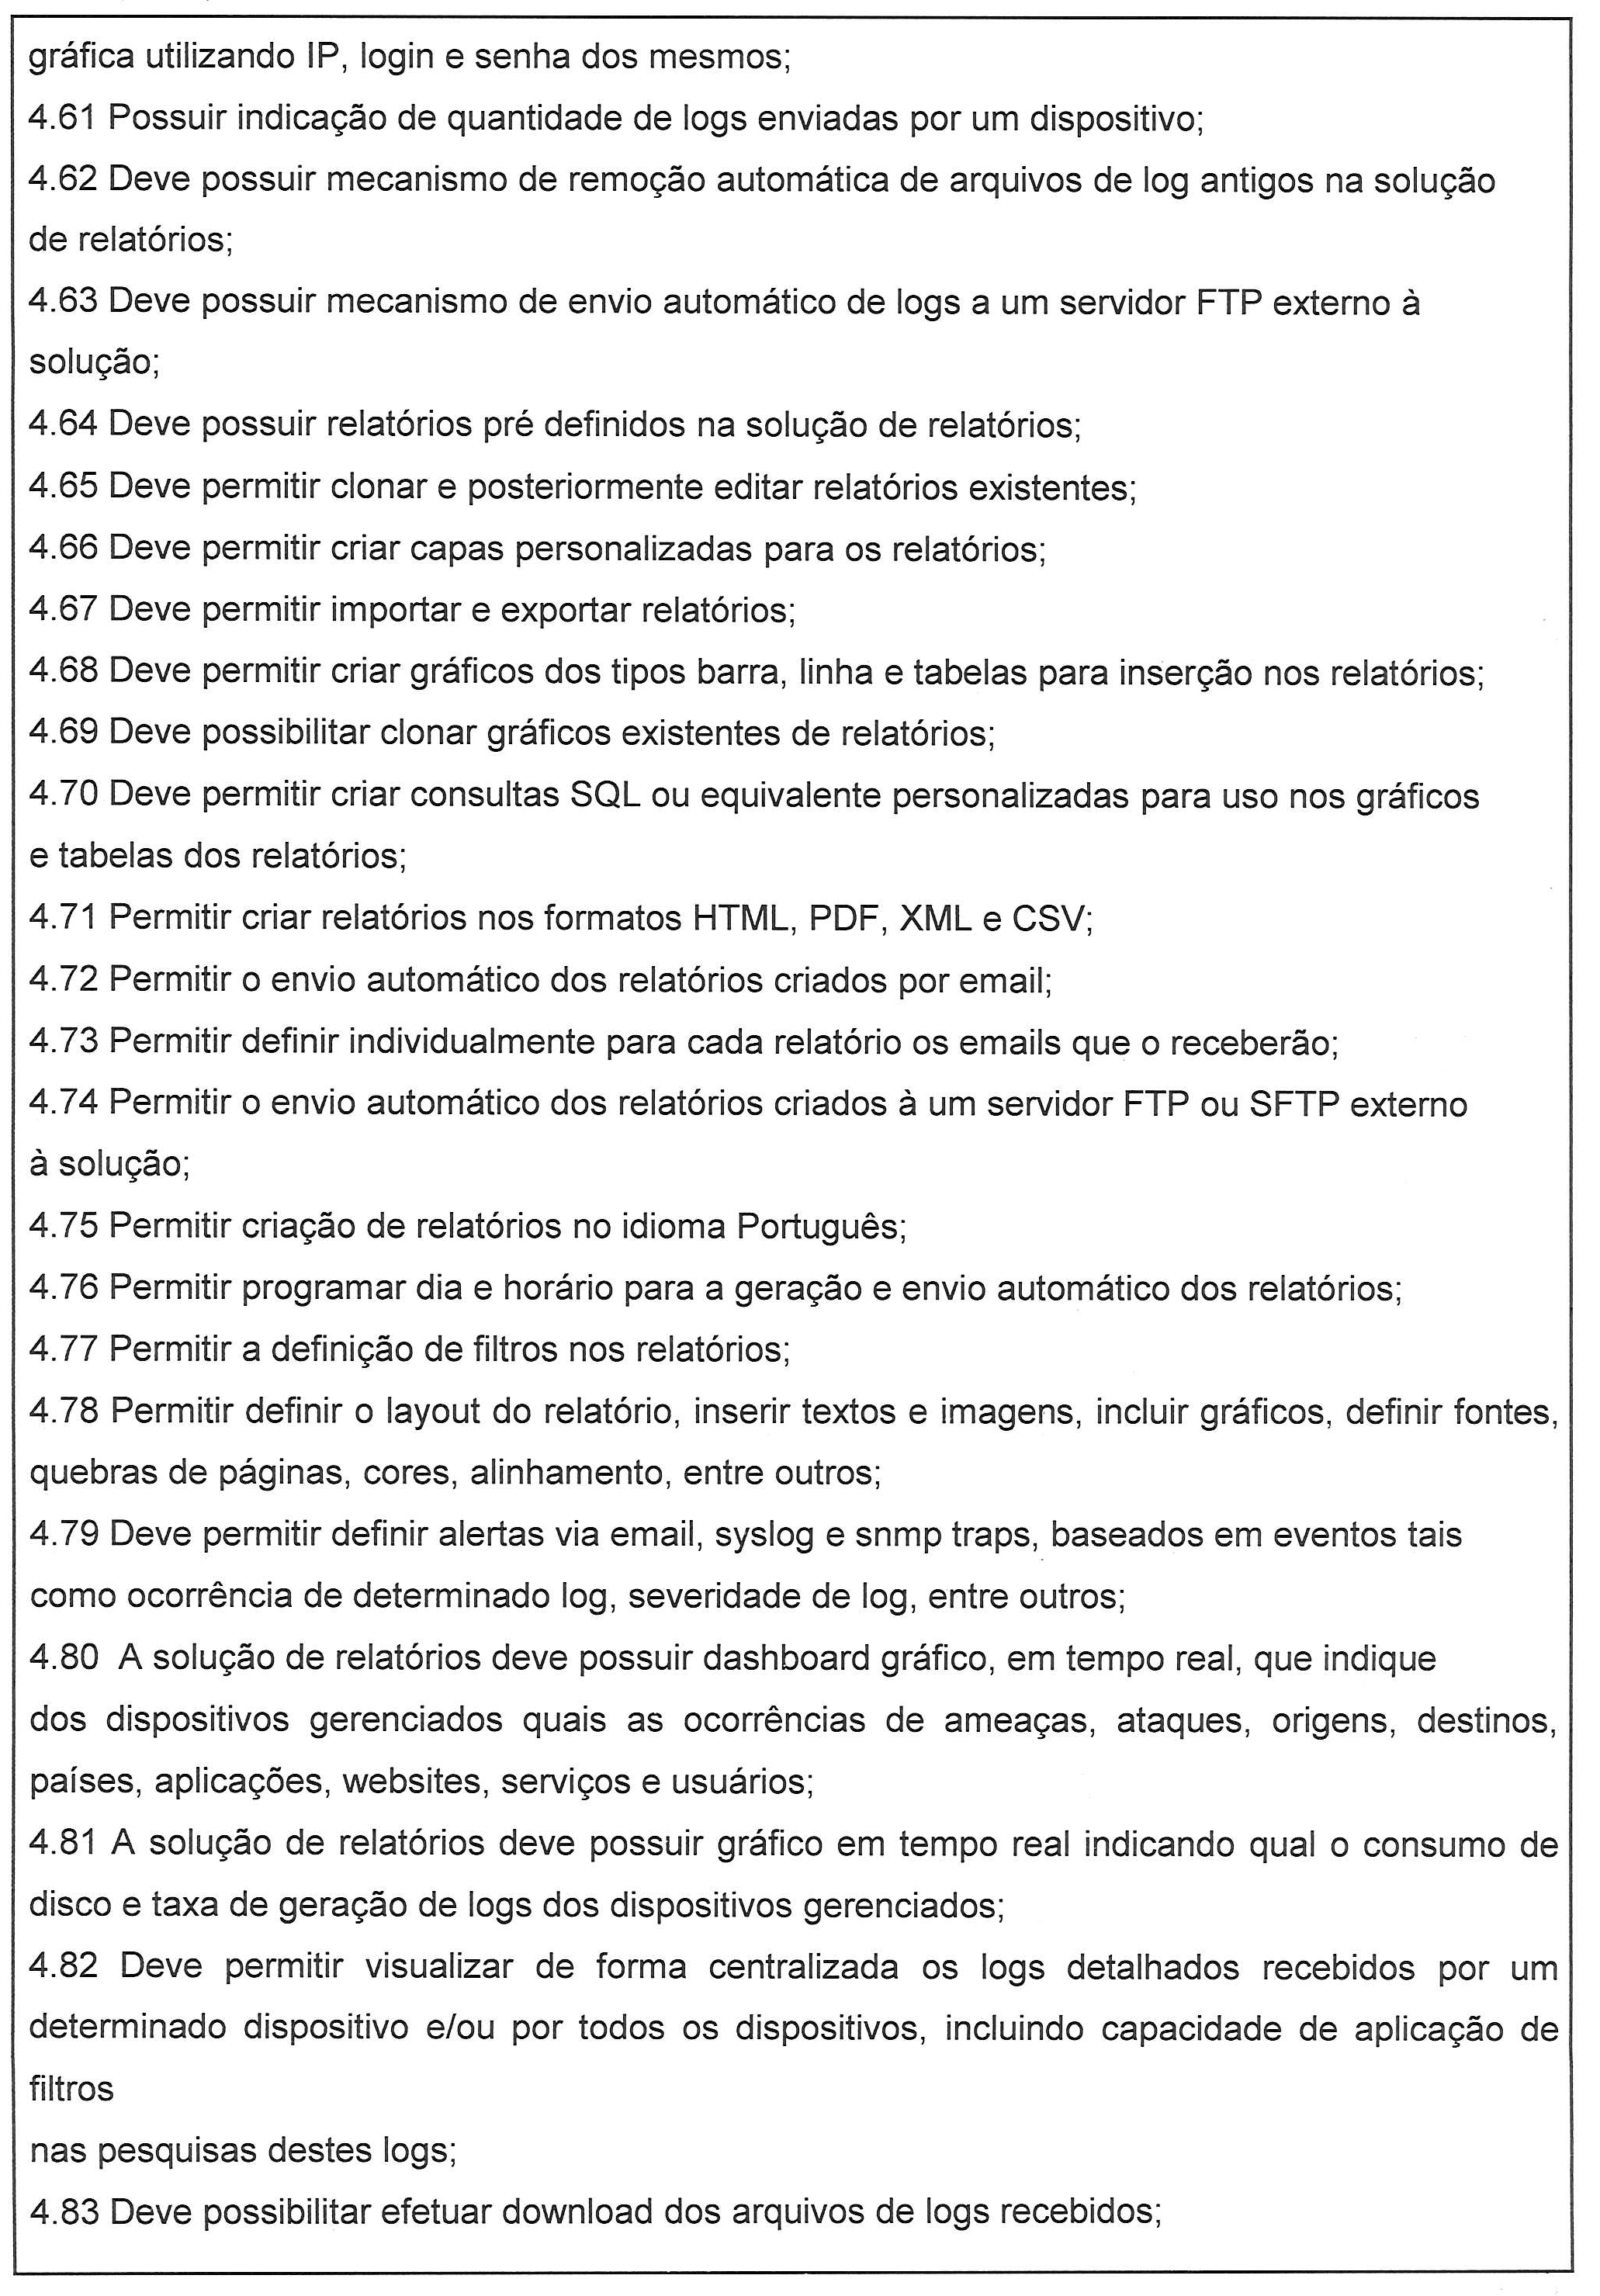 gráfica utilizando IP, login e senha dos mesmos;
4.61 Possuir indicação de quantidade de logs enviadas por um dispositivo;
4.62 Deve possuir mecanismo de remoção automática de arquivos de log antigos na solução
de relatórios;
4.63 Deve possuir mecanismo de envio automático de logs a um servidor FTP externo à
solução;
4.64 Deve possuir relatórios pré definidos na solução de relatórios;
4.65 Deve permitir clonar e posteriormente editar relatórios existentes;
4.66 Deve permitir criar capas personalizadas para os relatórios;
4.67 Deve permitir importar e exportar relatórios;
4.68 Deve permitir criar gráficos dos tipos barra, linha e tabelas para inserção nos relatórios;
4.69 Deve possibilitar clonar gráficos existentes de relatórios;
4.70 Deve permitir criar consultas SQL ou equivalente personalizadas para uso nos gráficos
e tabelas dos relatórios;
4.71 Permitir criar relatórios nos formatos HTML, PDF, XML e CSV;
4.72 Permitir o envio automático dos relatórios criados por email;
4.73 Permitir definir individualmente para cada relatório os emails que o receberão;
4.74 Permitir o envio automático dos relatórios criados à um servidor FTP ou SFTP externo
à solução;
4.75 Permitir criação de relatórios no idioma Português;
4.76 Permitir programar dia e horário para a geração e envio automático dos relatórios;
4.77 Permitir a definição de filtros nos relatórios;
4.78 Permitir definir o layout do relatório, inserir textos e imagens, incluir gráficos, definir fontes,
quebras de páginas, cores, alinhamento, entre outros;
4.79 Deve permitir definir alertas via email, syslog e snmp traps, baseados em eventos tais
como ocorrência de determinado log, severidade de log, entre outros;
4.80 A solução de relatórios deve possuir dashboard gráfico, em tempo real, que indique
dos dispositivos gerenciados quais as ocorrências de ameaças, ataques, origens, destinos,
países, aplicações, websites, serviços e usuários;
4.81 A solução de relatórios deve possuir gráfico em tempo real indicando qual o consumo de
disco e taxa de geração de logs dos dispositivos gerenciados;
4.82 Deve permitir visualizar de forma centralizada os logs detalhados recebidos por um
determinado dispositivo e/ou por todos os dispositivos, incluindo capacidade de aplicação de
filtros
nas pesquisas destes logs;
4.83 Deve possibilitar efetuar download dos arquivos de logs recebidos;